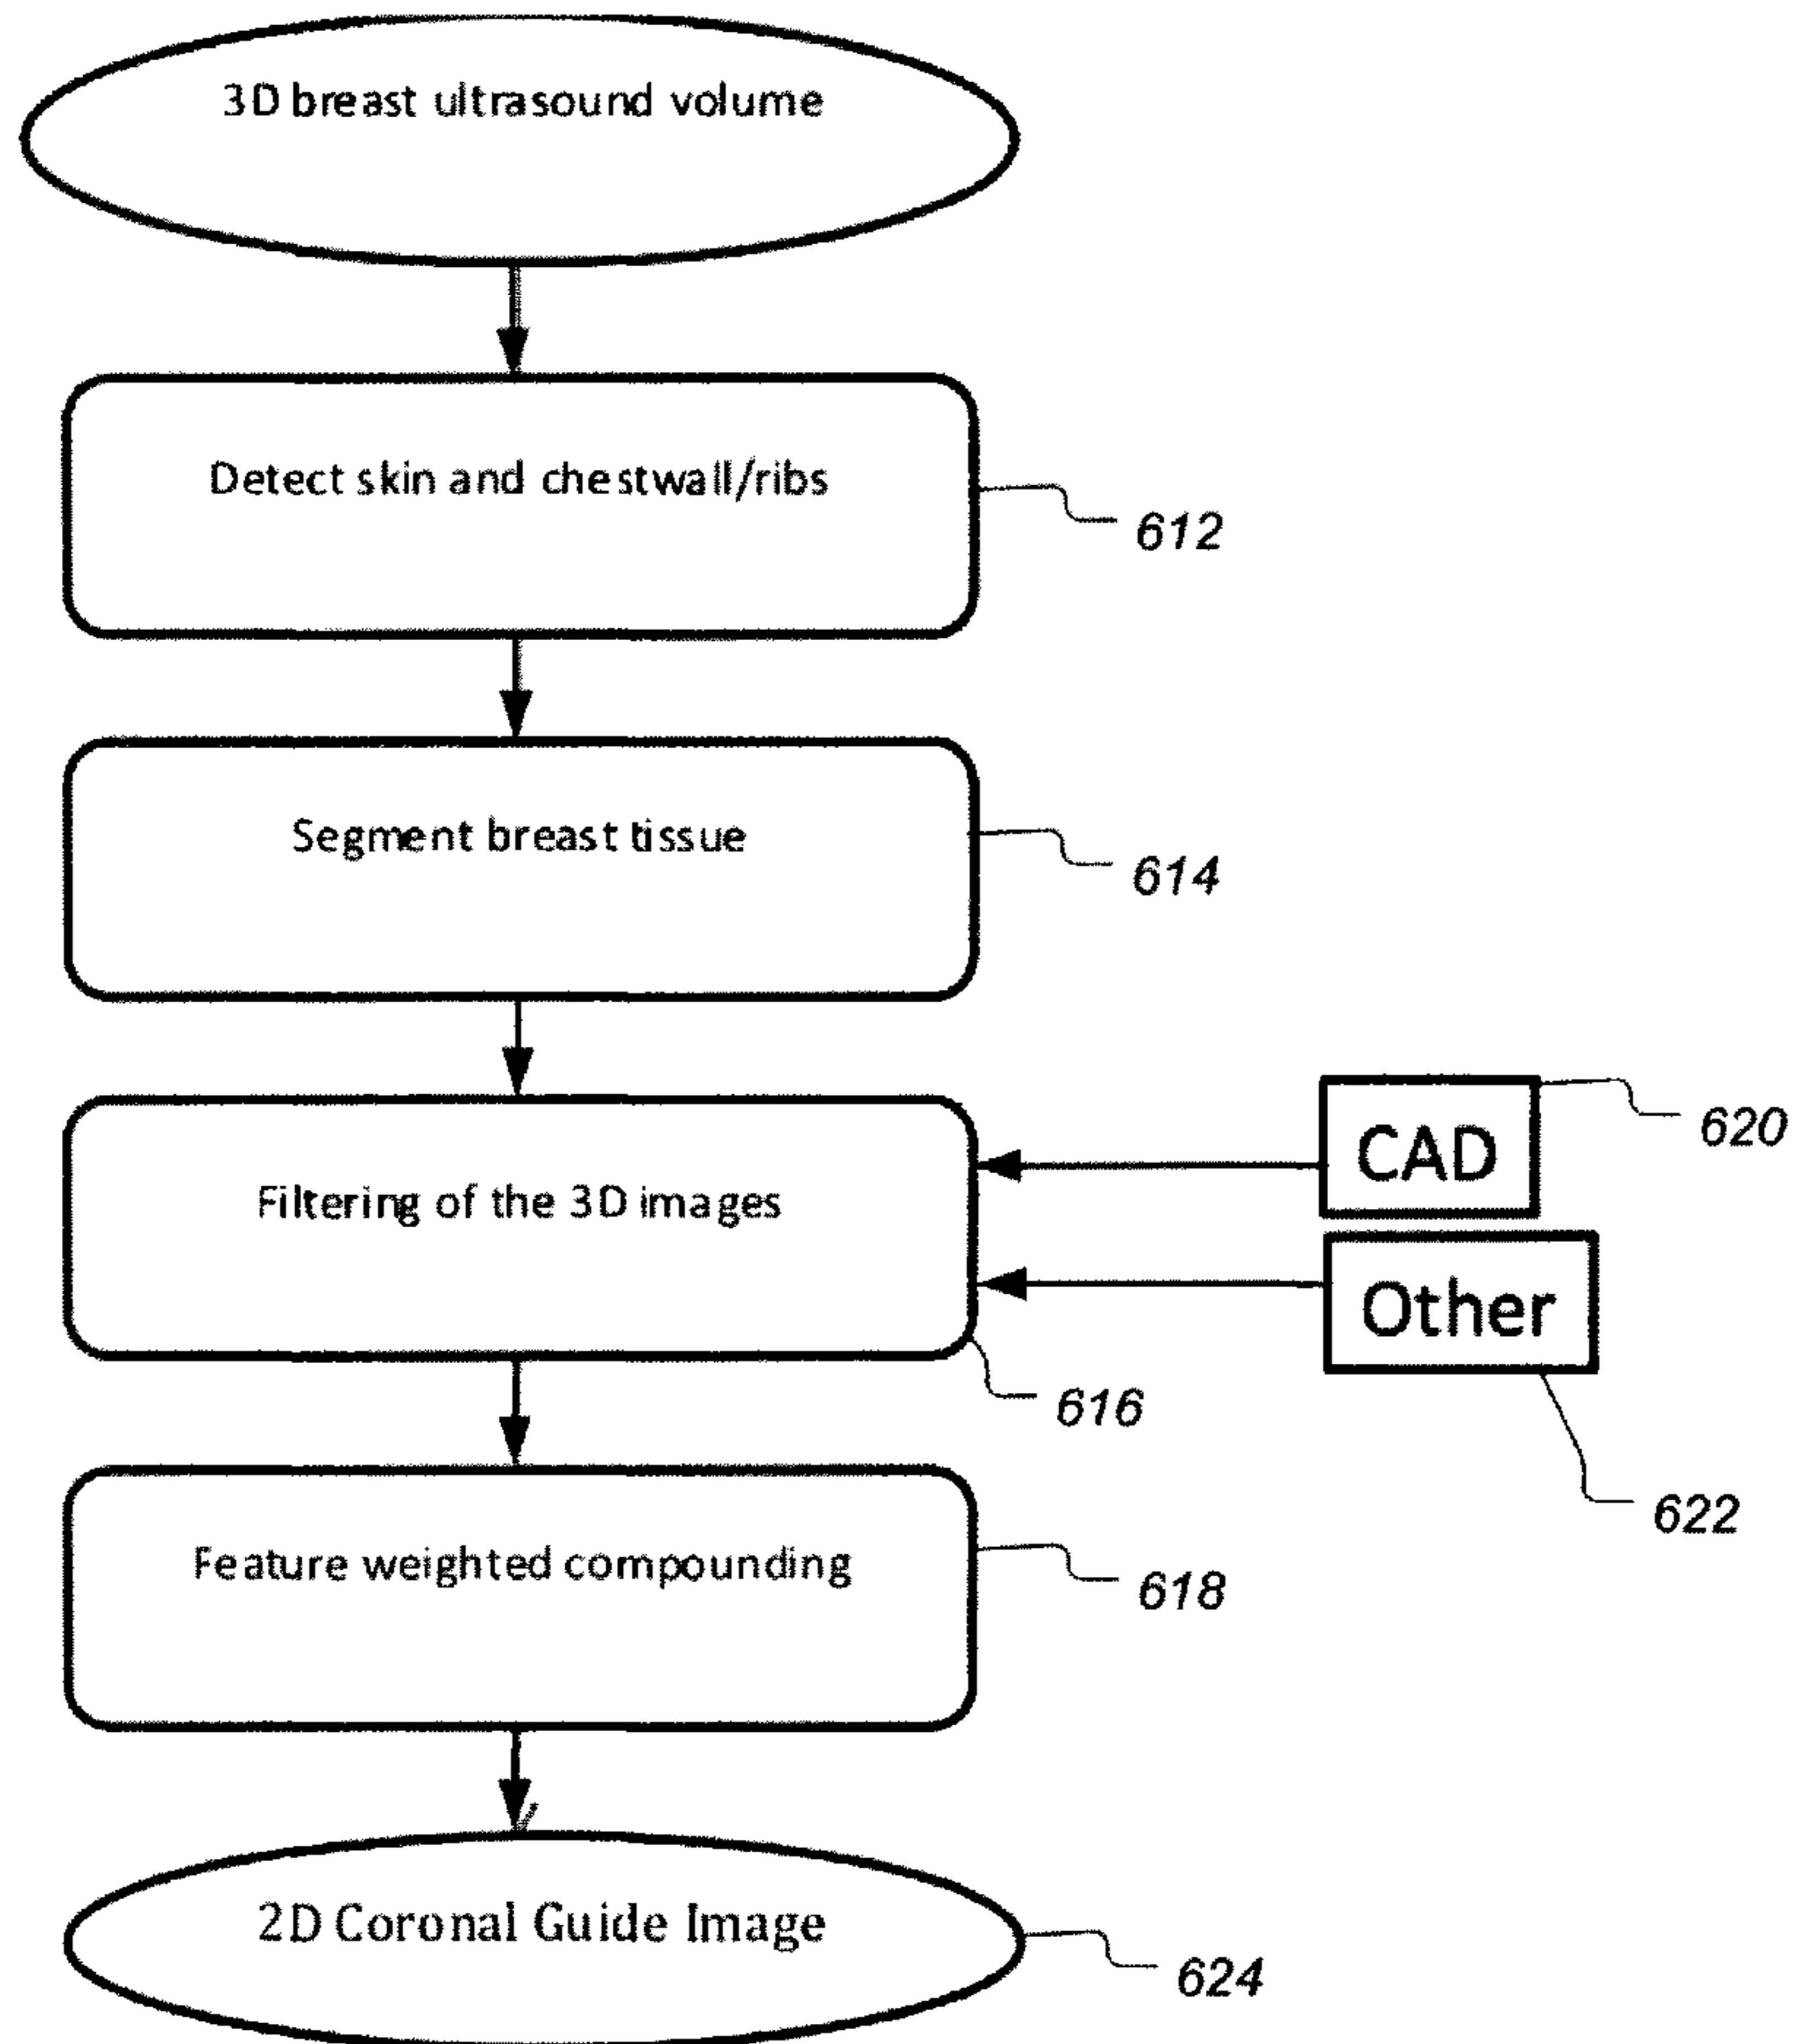 3D breast ultrasound volume
Detect skin and chestwall/ribs
612
Segment breast tissue
614
CAD
620
Filtering of the 3D images
Other
616
622
Feature weighted compounding
618
2D Coronal Guide Image
624